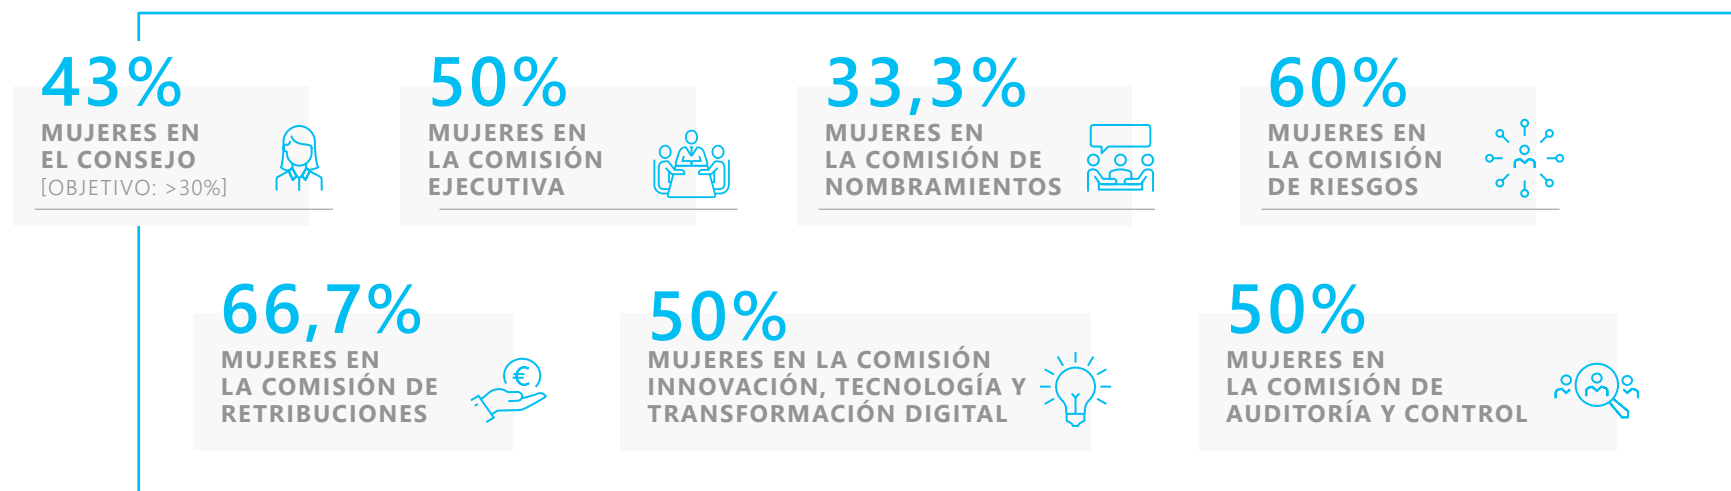 43%
MUJERES EN
EL CONSEJO
[OBJETIVO: >30%]
50%
MUJERES EN
LA COMISIÓN
EJECUTIVA
33,3%
MUJERES EN
LA COMISIÓN DE
NOMBRAMIENTOS
60%
MUJERES EN
LA COMISIÓN
DE RIESGOS
66,7%
MUJERES EN
LA COMISIÓN DE
RETRIBUCIONES
€
50%
MUJERES EN LA COMISIÓN
INNOVACIÓN, TECNOLOGÍA Y
TRANSFORMACIÓN DIGITAL
50%
MUJERES EN
LA COMISIÓN DE
AUDITORÍA Y CONTROL